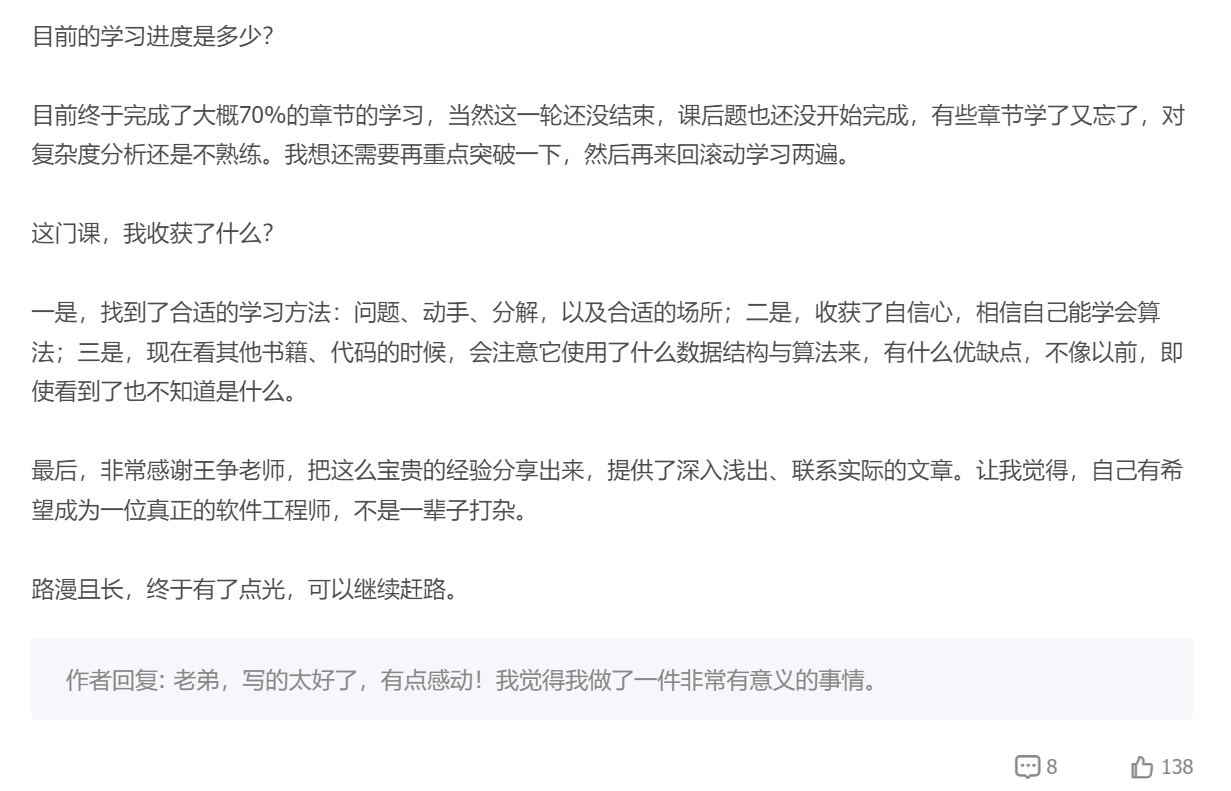 目前的学习进度是多少？
目前终于完成了大概70%的章节的学习，当然这一轮还没结束，课后题也还没开始完成，有些章节学了又忘了，对
复杂度分析还是不熟练。我想还需要再重点突破一下，然后再来回滚动学习两遍。
这门课，我收获了什么？
一是，找到了合适的学习方法：问题、动手、分解，以及合适的场所；二是，收获了自信心，相信自己能学会算
法；三是，现在看其他书籍、代码的时候，会注意它使用了什么数据结构与算法来，有什么优缺点，不像以前，即
使看到了也不知道是什么。
最后，非常感谢王争老师，把这么宝贵的经验分享出来，提供了深入浅出、联系实际的文章。让我觉得，自己有希
望成为一位真正的软件工程师，不是一辈子打杂。
路漫且长，终于有了点光，可以继续赶路。
作者回复: 老弟，写的太好了，有点感动！我觉得我做了一件非常有意义的事情。
8 138